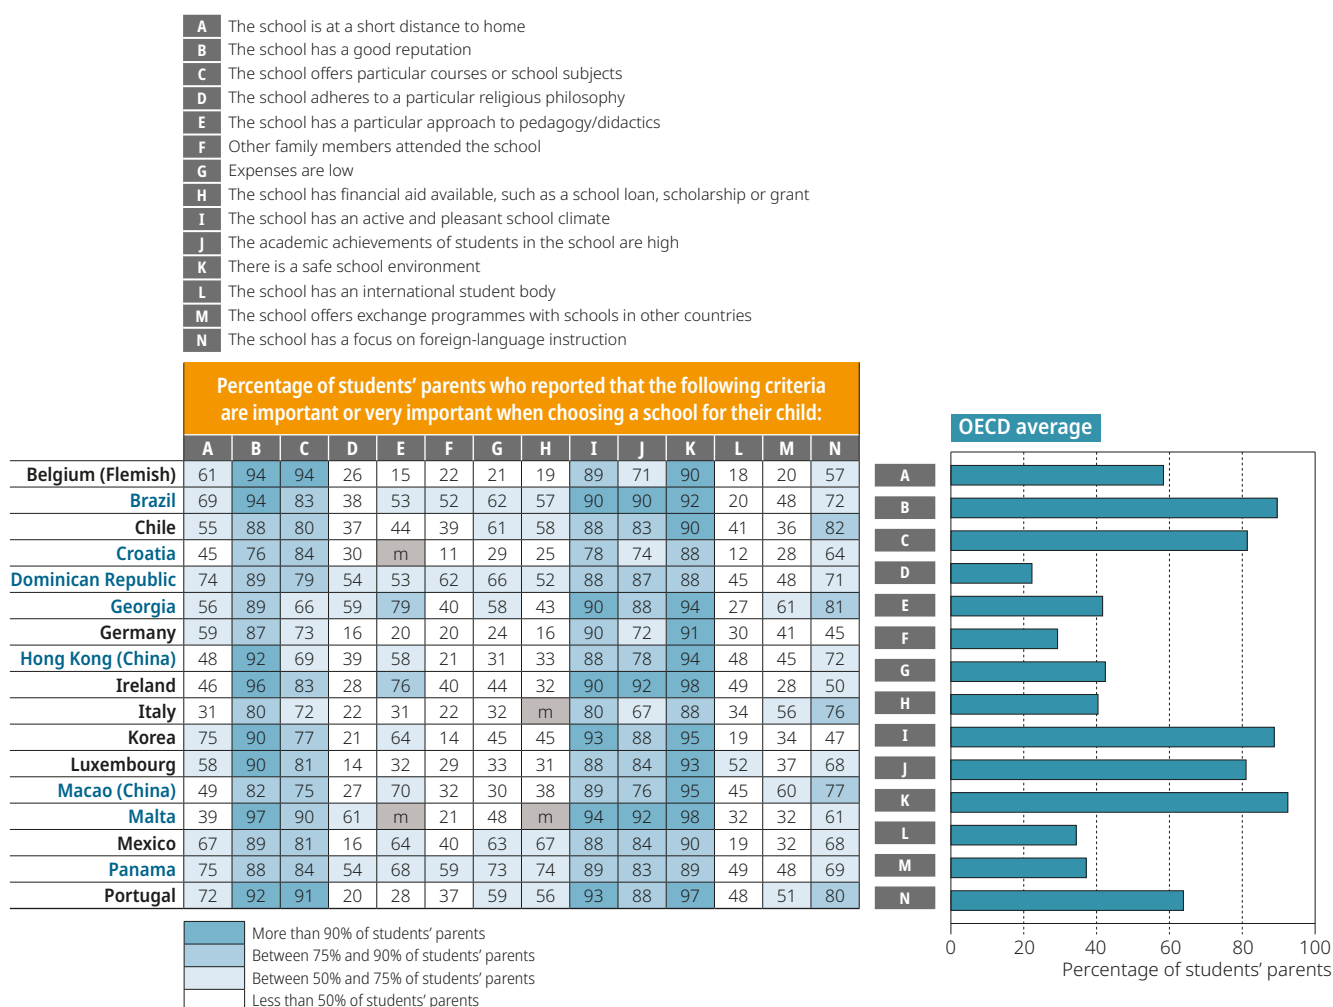 A The school is at a short distance to home
B The school has a good reputation
C The school offers particular courses or school subjects
D The school adheres to a particular religious philosophy
E The school has a particular approach to pedagogy/didactics
F Other family members attended the school
G Expenses are low
H The school has financial aid available, such as a school loan, scholarship or grant
I The school has an active and pleasant school climate
J The academic achievements of students in the school are high
K There is a safe school environment
L The school has an international student body
M The school offers exchange programmes with schools in other countries
N The school has a focus on foreign-language instruction
Percentage of students' parents who reported that the following criteria
are important or very important when choosing a school for their child:
A B C D E F G H I J K L M N
Belgium (Flemish) 61 94 94 26 15 22 21 19 89 71 90 18 20 57
Brazil 69 94 83 38 53 52 62 57 90 90 92 20 48 72
Chile 55 88 80 37 44 39 61 58 88 83 90 41 36 82
Croatia 45 76 84 30 m 11 29 25 78 74 88 12 28 64
Dominican Republic 74 89 79 54 53 62 66 52 88 87 88 45 48 71
Georgia 56 89 66 59 79 40 58 43 90 88 94 27 61 81
Germany 59 87 73 16 20 20 24 16 90 72 91 30 41 45
Hong Kong (China) 48 92 69 39 58 21 31 33 88 78 94 48 45 72
Ireland 46 96 83 28 76 40 44 32 90 92 98 49 28 50
Italy 31 80 72 22 31 22 32 m 80 67 88 34 56 76
Korea 75 90 77 21 64 14 45 45 93 88 95 19 34 47
Luxembourg 58 90 81 14 32 29 33 31 88 84 93 52 37 68
Macao (China) 49 82 75 27 70 32 30 38 89 76 95 45 60 77
Malta 39 97 90 61 m 21 48 m 94 92 98 32 32 61
Mexico 67 89 81 16 64 40 63 67 88 84 90 19 32 68
Panama 75 88 84 54 68 59 73 74 89 83 89 49 48 69
Portugal 72 92 91 20 28 37 59 56 93 88 97 48 51 80
More than 90% of students' parents
Between 75% and 90% of students' parents
Between 50% and 75% of students' parents
Less than 50% of students' parents
OECD average
A
B
C
D
E
F
G
H
I
J
K
L
M
N
0 20 40 60 80 100
Percentage of students' parents